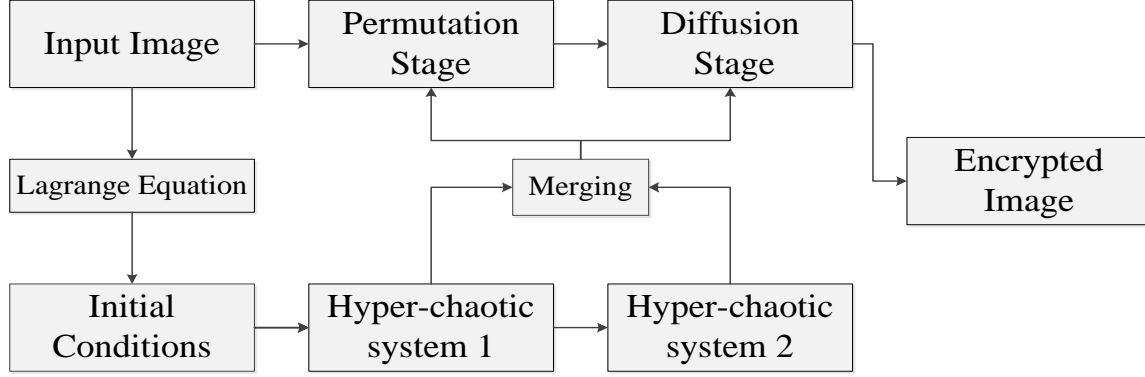 Input Image
Permutation
Stage
Diffusion
Stage
Lagrange Equation
Merging
Encrypted
Image
Initial
Conditions
Hyper-chaotic
system 1
Hyper-chaotic
system 2